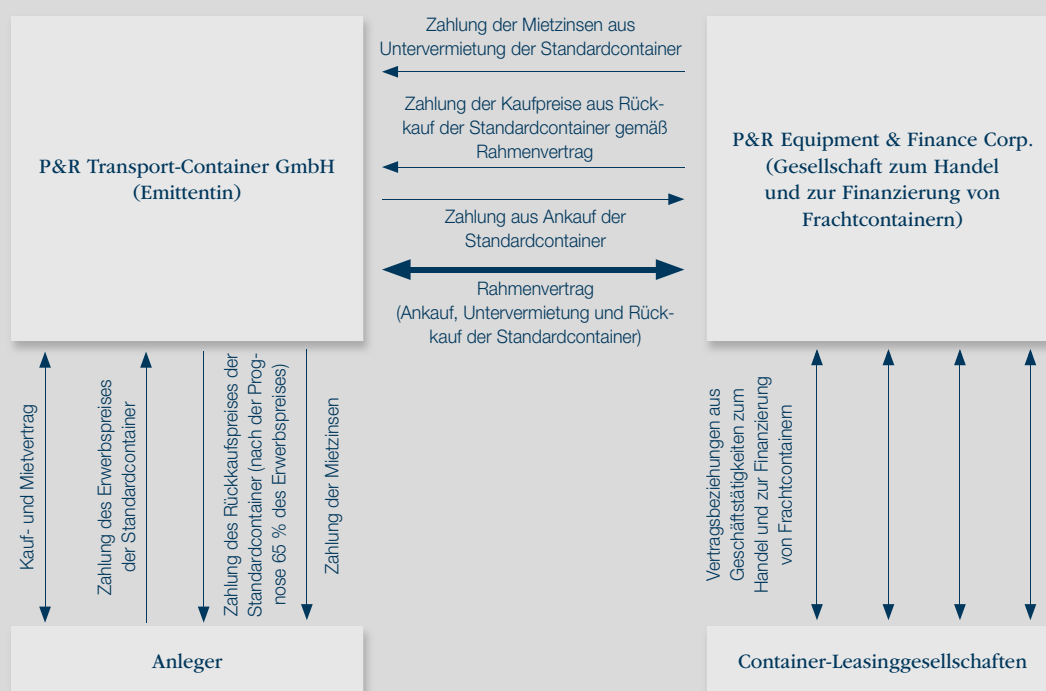 Zahlung der Mietzinsen aus
Untervermietung der Standardcontainer
Zahlung der Kaufpreise aus Rück-
kauf der Standardcontainer gemäß
Rahmenvertrag
P&R Transport-Container GmbH
(Emittentin)
P&R Equipment & Finance Corp.
(Gesellschaft zum Handel
und zur Finanzierung von
Frachtcontainern)
Zahlung aus Ankauf der
Standardcontainer
Rahmenvertrag
(Ankauf, Untervermietung und Rück-
kauf der Standardcontainer)
Kauf- und Mietvertrag
Zahlung des Erwerbspreises
der Standardcontainer
Zahlung des Rückkaufspreises der
Standardcontainer (nach der Prog-
nose 65 % des Erwerbspreises)
Zahlung der Mietzinsen
Vertragsbeziehungen aus
Geschäftstätigkeiten zum
Handel und zur Finanzierung
von Frachtcontainern
Anleger
Container-Leasinggesellschaften